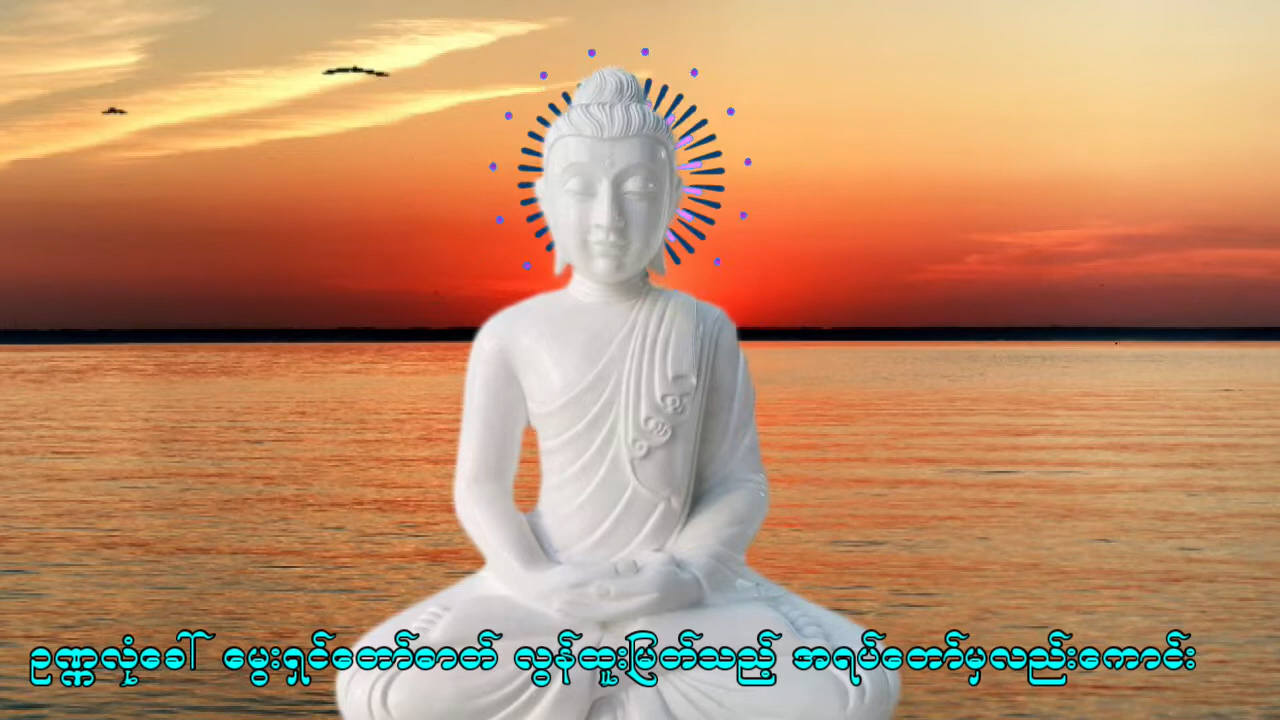 ဥဏ္ဏလုံခေါ် မွေးရှင်တော်ဓာတ် လွန်ထူးမြတ်သည့် အရပ်တော်မှလည်းကောင်း